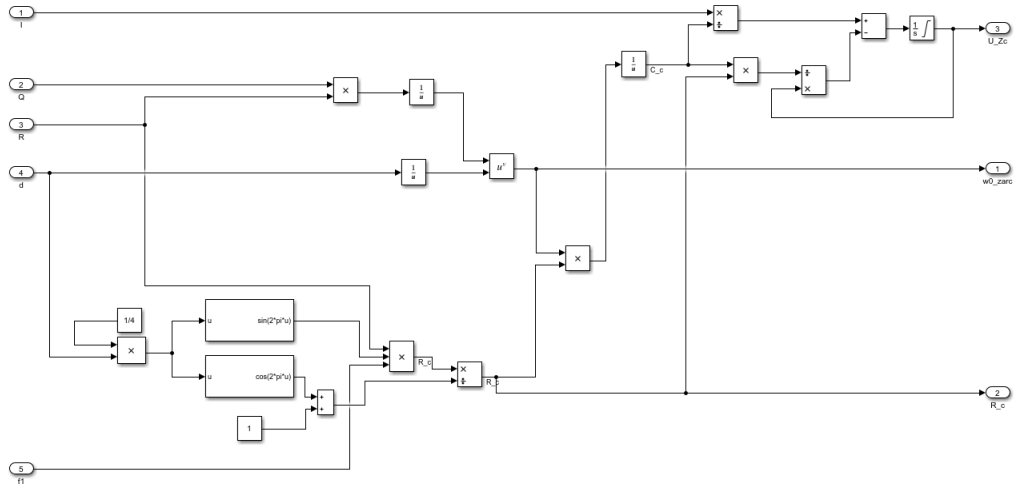 1
I
×
÷
+
−
1
s
3
U_Zc
1
u
C_c
×
÷
×
2
Q
×
1
u
3
R
4
d
1
u
u^v
1
w0_zarc
×
1/4
×
u
sin(2*pi*u)
u
cos(2*pi*u)
×
R_c
×
÷
R_c
+
+
1
2
R_c
5
f1